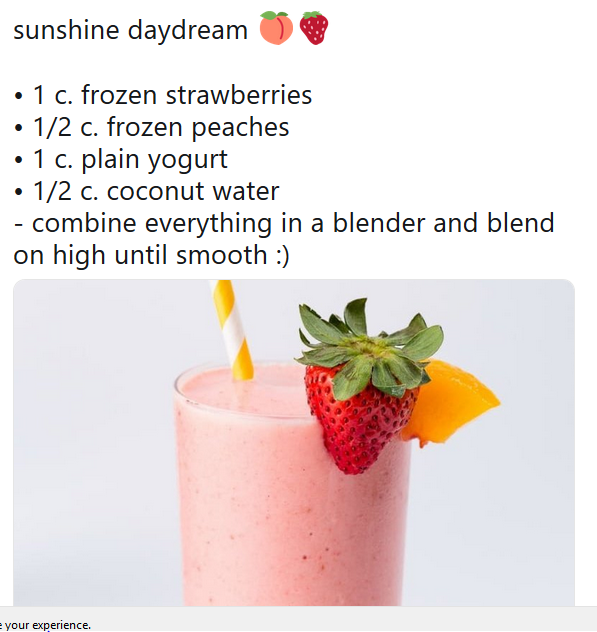 sunshine daydream 🍑🍓
• 1 c. frozen strawberries
• 1/2 c. frozen peaches
• 1 c. plain yogurt
• 1/2 c. coconut water
- combine everything in a blender and blend
on high until smooth :)
your experience.